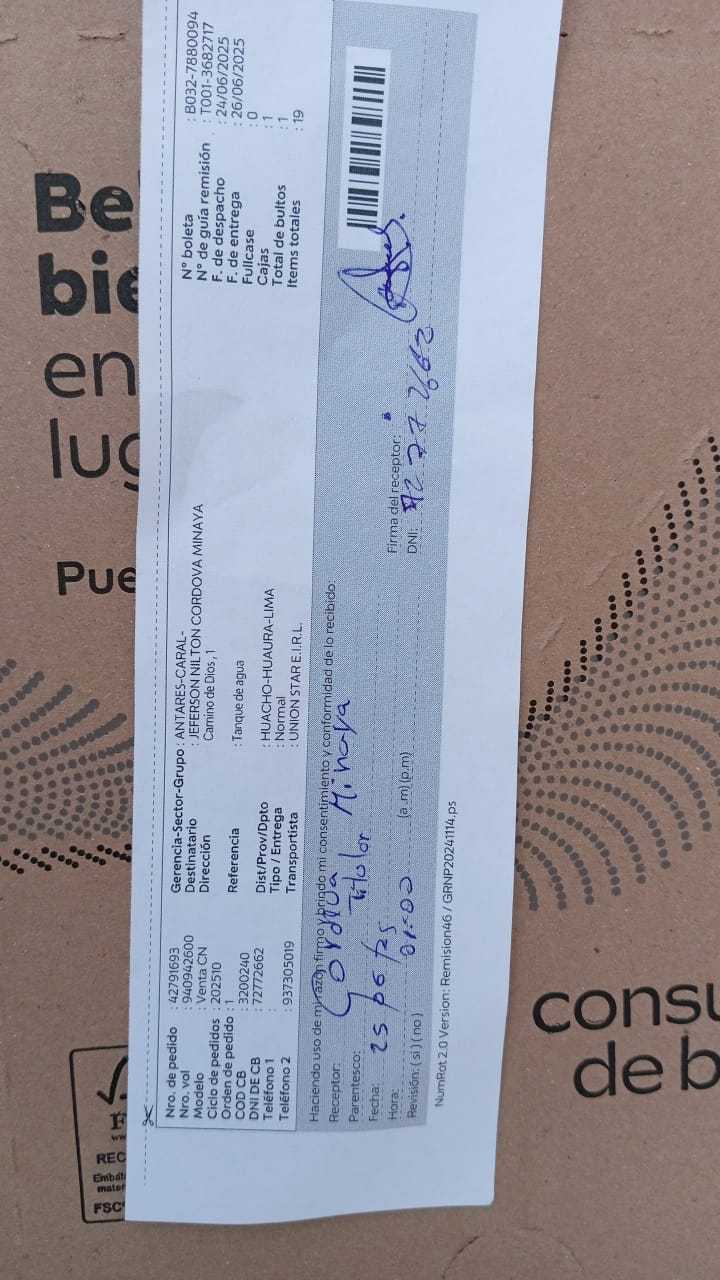 Nro. de pedido : 42791693
Nro. vol : 940942600
Modelo : Venta CN
Ciclo de pedidos : 202510
Orden de pedido : 1
COD CB : 3200240
DNI DE CB : 72772662
Teléfono 1 :
Teléfono 2 : 937305019
Gerencia-Sector-Grupo : ANTARES-CARAL-
Destinatario : JEFERSON NILTON CORDOVA MINAYA
Dirección Camino de Dios , 1
Referencia : Tanque de agua
Dist/Prov/Dpto : HUACHO-HUAURA-LIMA
Tipo / Entrega : Normal
Transportista : UNION STAR E.I.R.L.
N° boleta : B032-7880094
N° de guía remisión : T001-3682717
F. de despacho : 24/06/2025
F. de entrega : 26/06/2025
Fullcase : 0
Cajas : 1
Total de bultos : 1
Items totales : 19
Haciendo uso de mi razón firmo y brindo mi consentimiento y conformidad de lo recibido:
Receptor: Cordova Minaya
Parentesco: Titular
Fecha: 25/06/25
Hora: 01:00 (a.m) (p.m)
Revisión: ( si ) ( no )
Firma del receptor:
DNI: 72772662
NumRot 2.0 Version: Remision46 / GRNP20241114.ps
Be
bie
en
lug
Pue
consu
de b
REC
Embal
mater
FSC